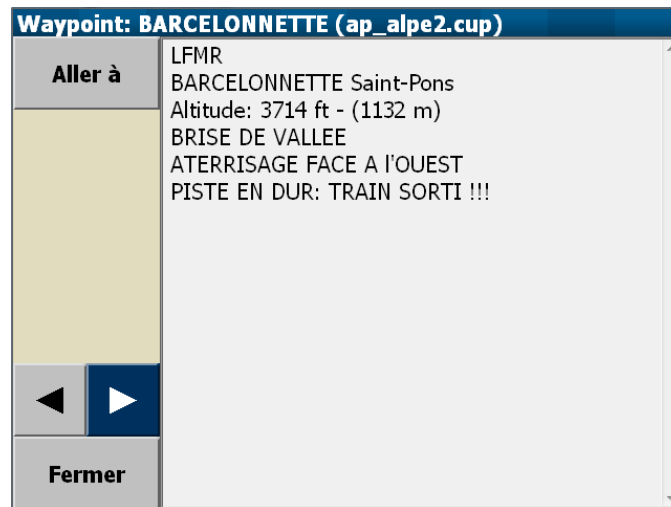 Waypoint: BARCELONNETTE (ap_alpe2.cup)
Aller à
LFMR
BARCELONNETTE Saint-Pons
Altitude: 3714 ft - (1132 m)
BRISE DE VALLEE
ATERRISAGE FACE A l'OUEST
PISTE EN DUR: TRAIN SORTI !!!
Fermer